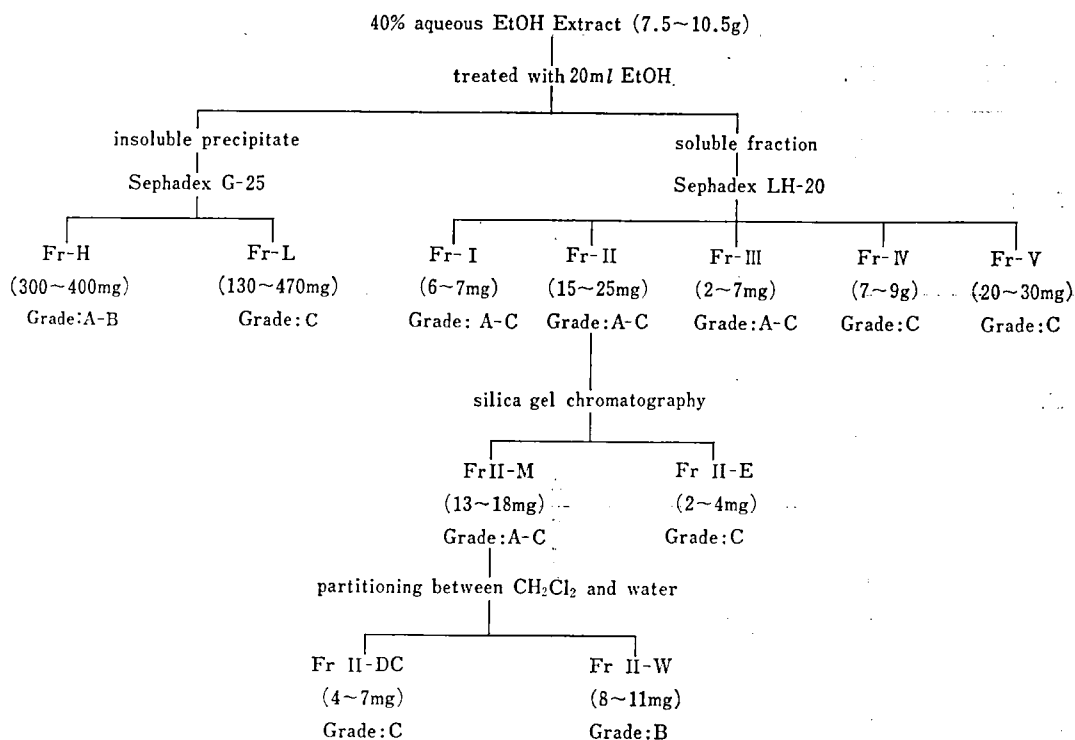 40% aqueous EtOH Extract (7.5~10.5g)
treated with 20ml EtOH
insoluble precipitate
soluble fraction
Sephadex G-25
Sephadex LH-20
Fr-H
Fr-L
Fr-I
Fr-II
Fr-III
Fr-IV
Fr-V
(300~400mg)
(130~470mg)
(6~7mg)
(15~25mg)
(2~7mg)
(7~9g)
(20~30mg)
Grade:A-B
Grade:C
Grade: A-C
Grade:A-C
Grade:A-C
Grade:C
Grade:C
silica gel chromatography
FrII-M
Fr II-E
(13~18mg)
(2~4mg)
Grade:A-C
Grade:C
partitioning between CH₂Cl₂ and water
Fr II-DC
Fr II-W
(4~7mg)
(8~11mg)
Grade:C
Grade:B